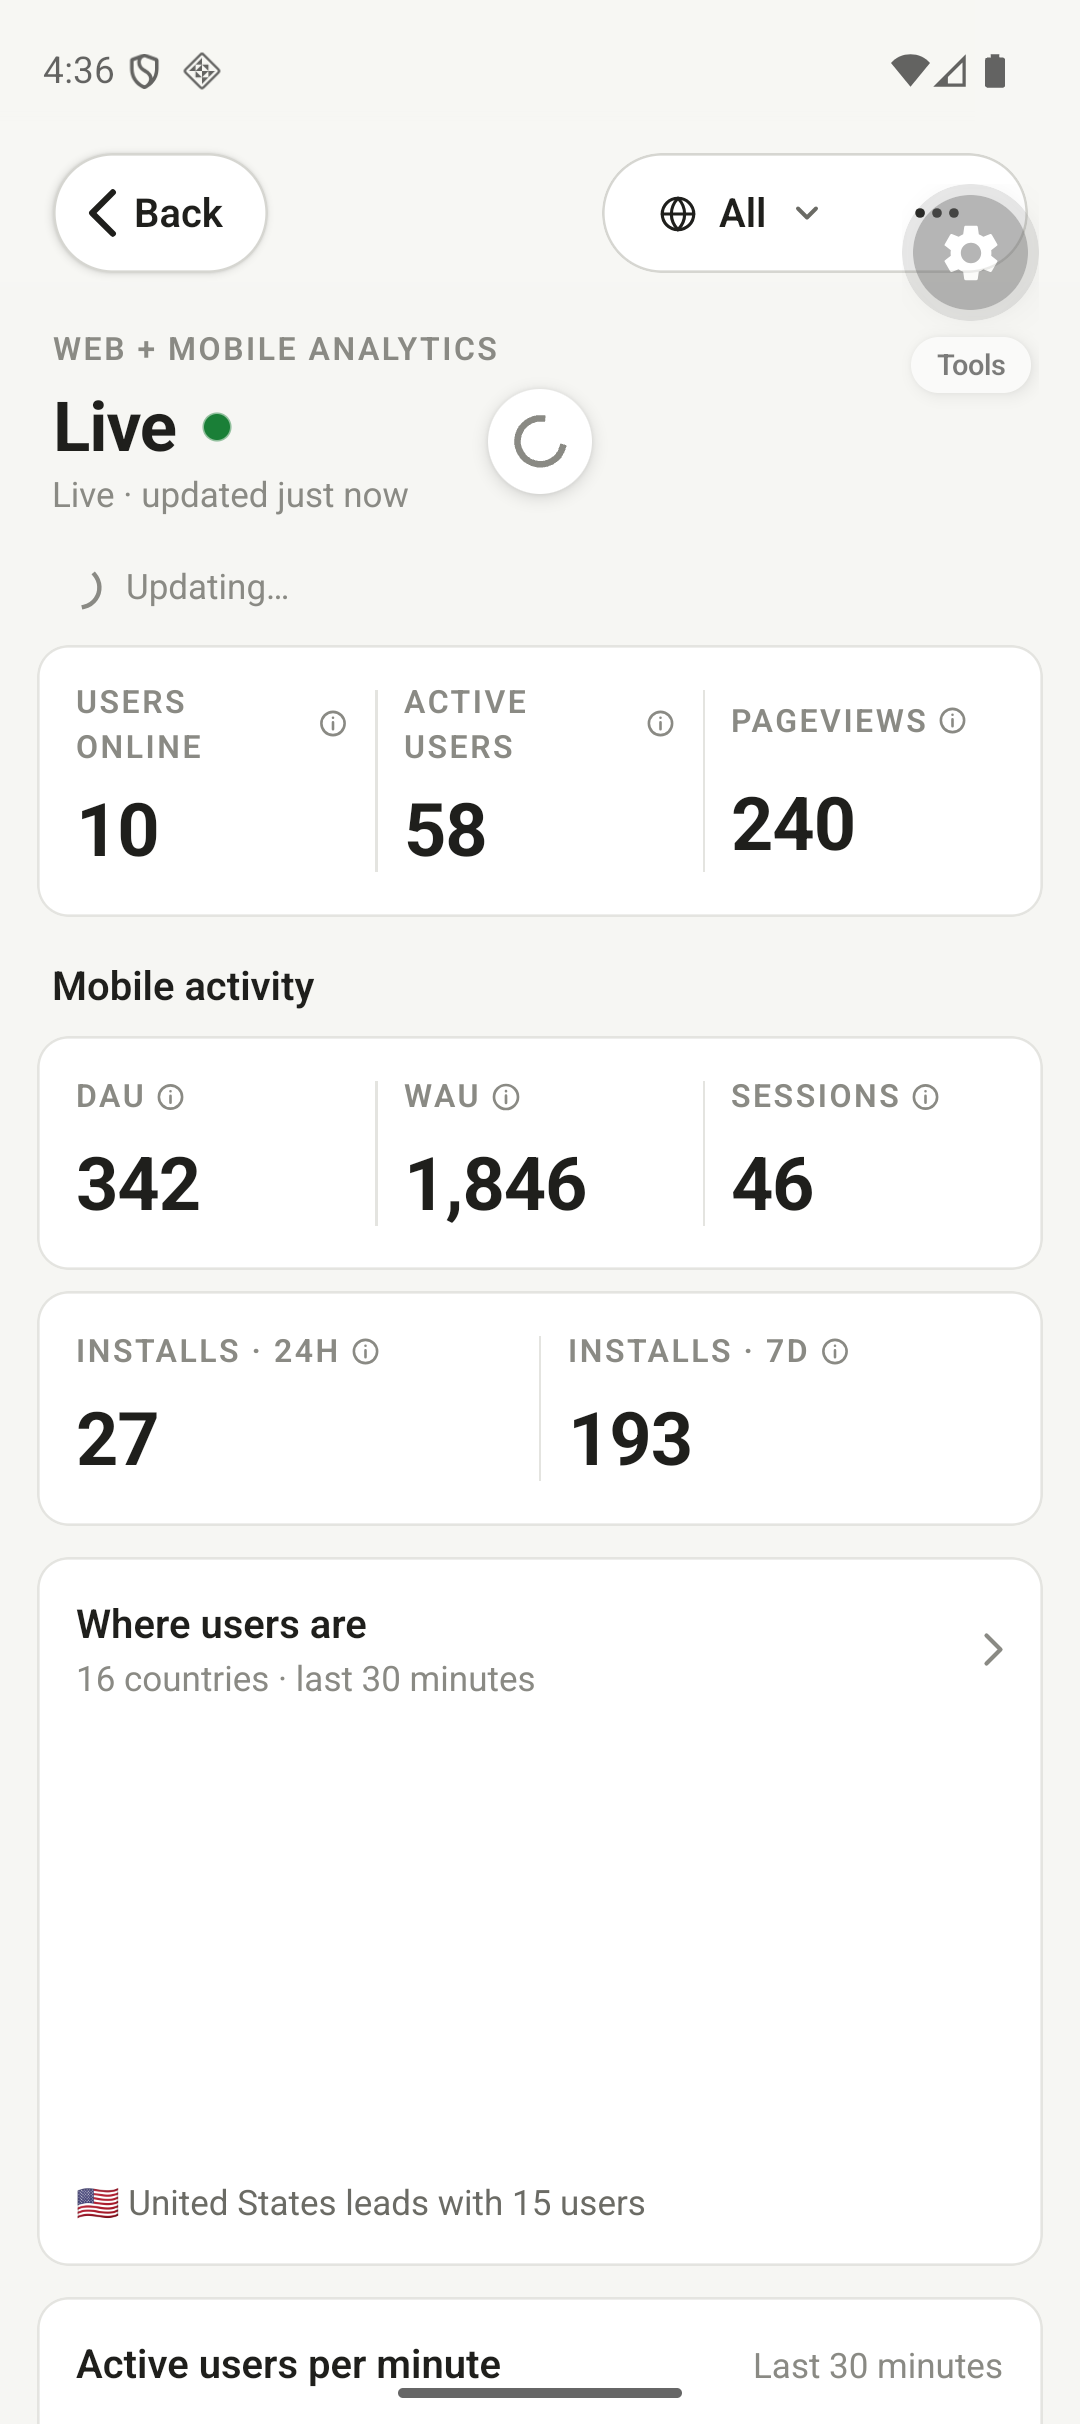 4:36
Back
All
Tools
WEB + MOBILE ANALYTICS
Live
Live · updated just now
Updating...
USERS ONLINE
10
ACTIVE USERS
58
PAGEVIEWS
240
Mobile activity
DAU
342
WAU
1,846
SESSIONS
46
INSTALLS · 24H
27
INSTALLS · 7D
193
Where users are
16 countries · last 30 minutes
United States leads with 15 users
Active users per minute
Last 30 minutes